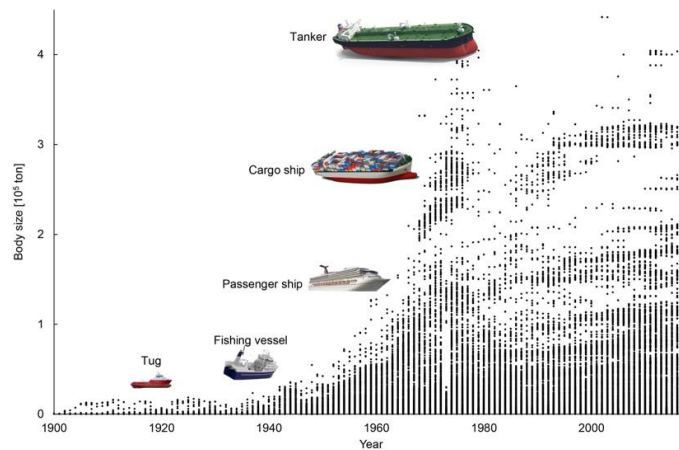 4
Tanker
3
Cargo ship
Body size [10⁵ ton]
2
Passenger ship
1
Fishing vessel
Tug
0
1900 1920 1940 1960 1980 2000
Year